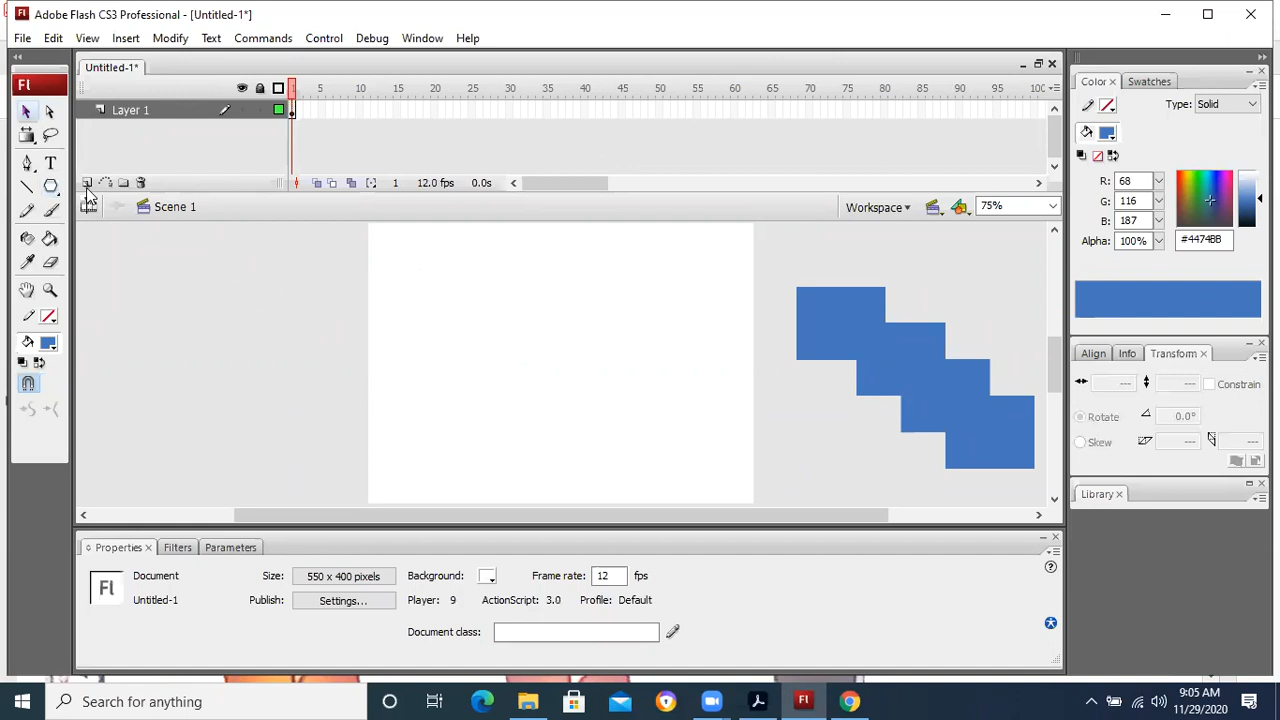 Fl Adobe Flash CS3 Professional - [Untitled-1*]
File Edit View Insert Modify Text Commands Control Debug Window Help
Untitled-1*
Fl
1 5 10 15 20 25 30 35 40 45 50 55 60 65 70 75 80 85 90 95 100
Layer 1
1 12.0 fps 0.0s
Scene 1 Workspace 75%
Color Swatches
Type: Solid
R: 68
G: 116
B: 187
Alpha: 100% #4474BB
Align Info Transform
--- --- Constrain
Rotate 0.0°
Skew --- ---
Library
Properties Filters Parameters
Fl Document Size: 550 x 400 pixels Background: Frame rate: 12 fps
Untitled-1 Publish: Settings... Player: 9 ActionScript: 3.0 Profile: Default
Document class:
Search for anything
Fl
9:05 AM
11/29/2020